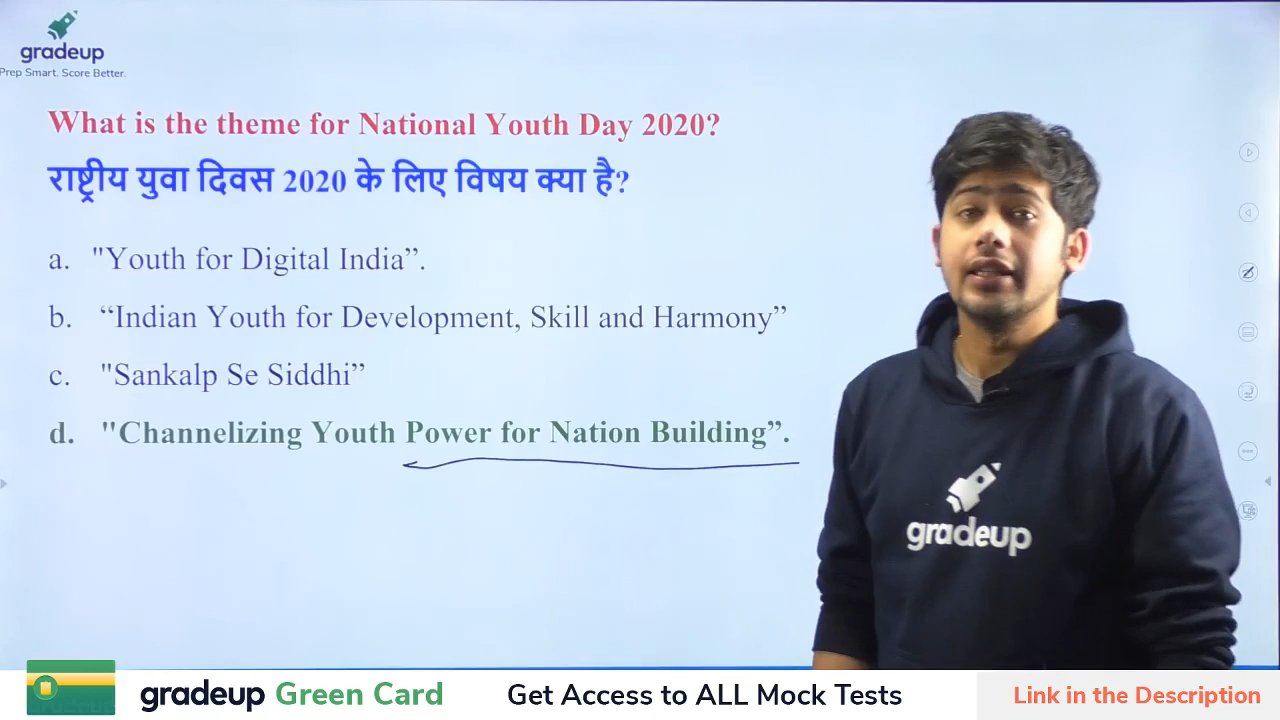 gradeup
Prep Smart. Score Better.
What is the theme for National Youth Day 2020?
राष्ट्रीय युवा दिवस 2020 के लिए विषय क्या है?
a. "Youth for Digital India”.
b. “Indian Youth for Development, Skill and Harmony”
c. "Sankalp Se Siddhi”
d. "Channelizing Youth Power for Nation Building”.
gradeup
gradeup Green Card Get Access to ALL Mock Tests Link in the Description